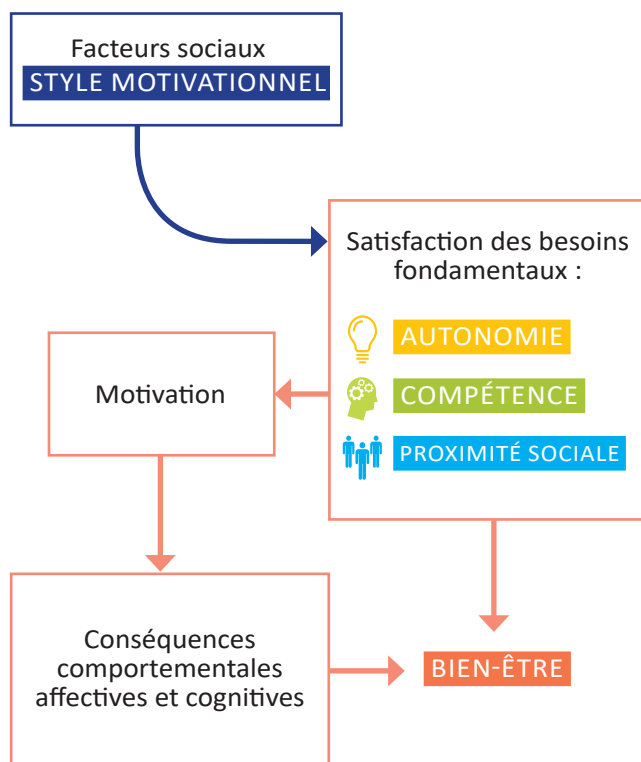 Facteurs sociaux
STYLE MOTIVATIONNEL
Satisfaction des besoins
fondamentaux :
AUTONOMIE
COMPÉTENCE
PROXIMITÉ SOCIALE
Motivation
Conséquences
comportementales
affectives et cognitives
BIEN-ÊTRE